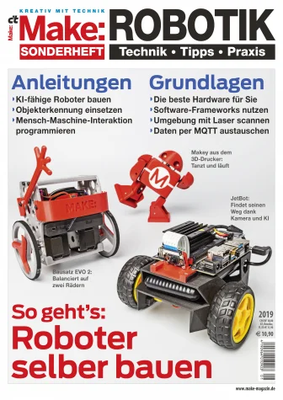 KREATIV MIT TECHNIK
c't Make: ROBOTIK
SONDERHEFT
Technik • Tipps • Praxis
Anleitungen
KI-fähige Roboter bauen
Objekterkennung einsetzen
Mensch-Maschine-Interaktion
programmieren
Grundlagen
Die beste Hardware für Sie
Software-Frameworks nutzen
Umgebung mit Laser scannen
Daten per MQTT austauschen
Makey aus dem
3D-Drucker:
Tanzt und läuft
JetBot:
Findet seinen
Weg dank
Kamera und KI
MAKE:
Bausatz EVO 2:
Balanciert auf
zwei Rädern
So geht's:
Roboter
selber bauen
2019
€ 10,90
www.make-magazin.de